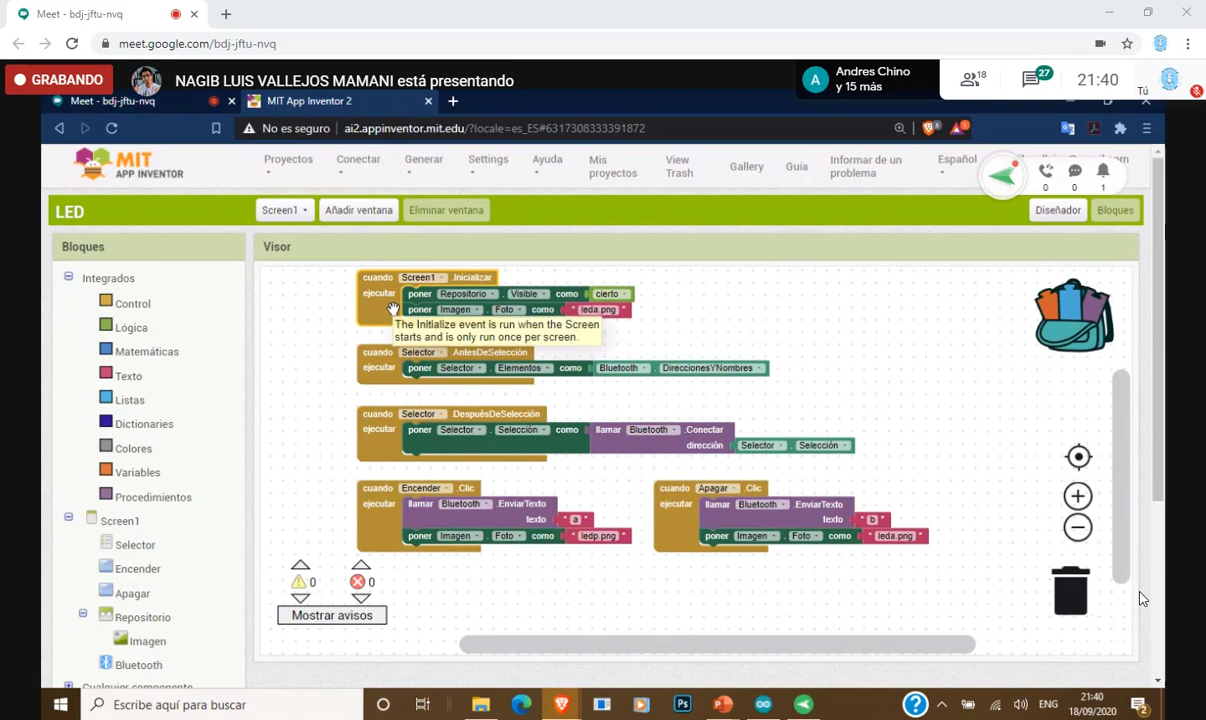 Meet - bdj-jftu-nvq
meet.google.com/bdj-jftu-nvq
GRABANDO
NAGIB LUIS VALLEJOS MAMANI está presentando
Andres Chino
y 15 más
18
27
21:40
Tú
Meet - bdj-jftu-nvq
MIT App Inventor 2
No es seguro
ai2.appinventor.mit.edu/?locale=es_ES#6317308333391872
MIT
APP INVENTOR
Proyectos
Conectar
Generar
Settings
Ayuda
Mis proyectos
View Trash
Gallery
Guía
Informar de un problema
Español
0
0
1
LED
Screen1
Añadir ventana
Eliminar ventana
Diseñador
Bloques
Bloques
Visor
Integrados
Control
Lógica
Matemáticas
Texto
Listas
Diccionarios
Colores
Variables
Procedimientos
Screen1
Selector
Encender
Apagar
Repositorio
Imagen
Bluetooth
cuando Screen1 .Inicializar
ejecutar poner Repositorio . Visible como cierto
poner Imagen . Foto como " leda.png "
The Initialize event is run when the Screen
starts and is only run once per screen.
cuando Selector .AntesDeSelección
ejecutar poner Selector . Elementos como Bluetooth . DireccionesYNombres
cuando Selector .DespuésDeSelección
ejecutar poner Selector . Selección como llamar Bluetooth .Conectar
dirección Selector . Selección
cuando Encender .Clic
ejecutar llamar Bluetooth .EnviarTexto
texto " a "
poner Imagen . Foto como " ledp.png "
cuando Apagar .Clic
ejecutar llamar Bluetooth .EnviarTexto
texto " b "
poner Imagen . Foto como " leda.png "
0
0
Mostrar avisos
Escribe aquí para buscar
Ps
ENG
21:40
18/09/2020
2